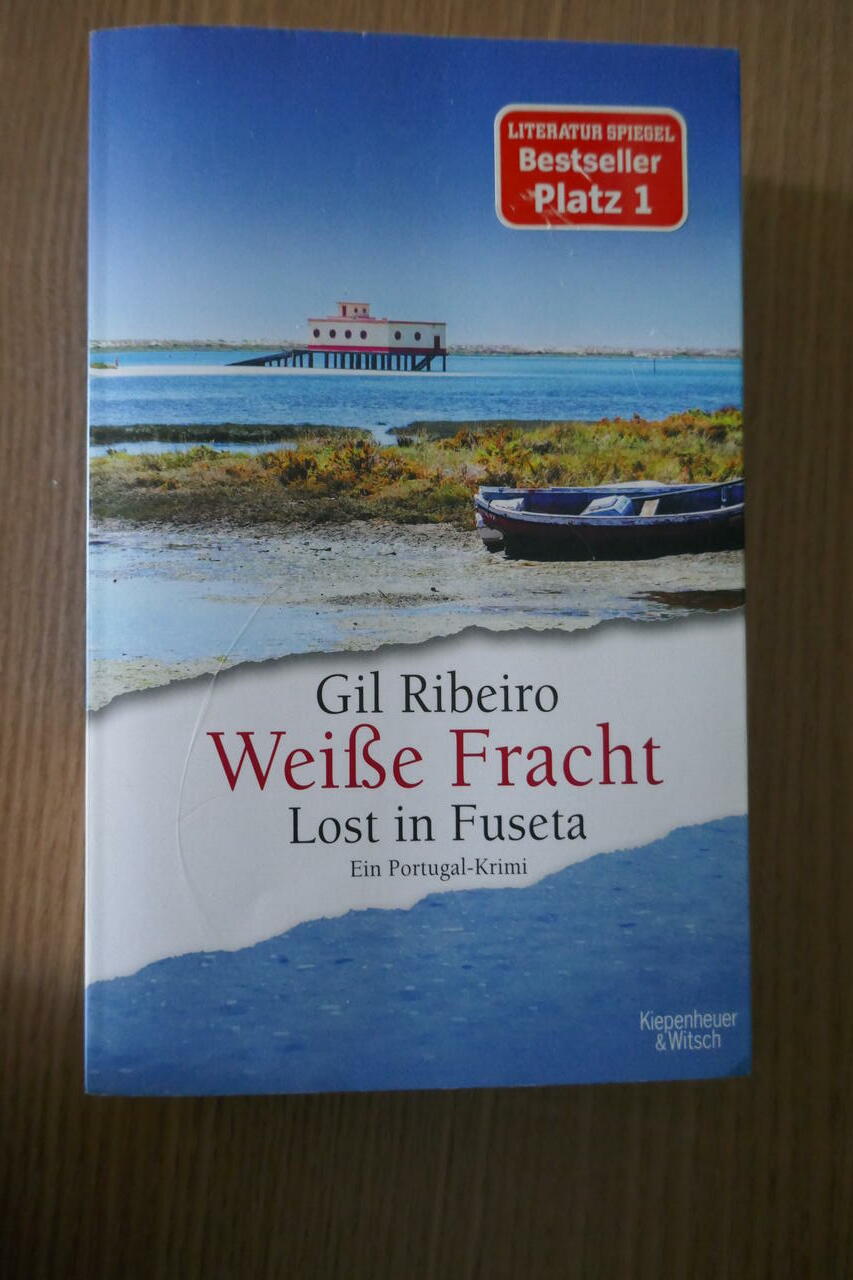 LITERATUR SPIEGEL
Bestseller
Platz 1
Gil Ribeiro
Weiße Fracht
Lost in Fuseta
Ein Portugal-Krimi
Kiepenheuer
&Witsch